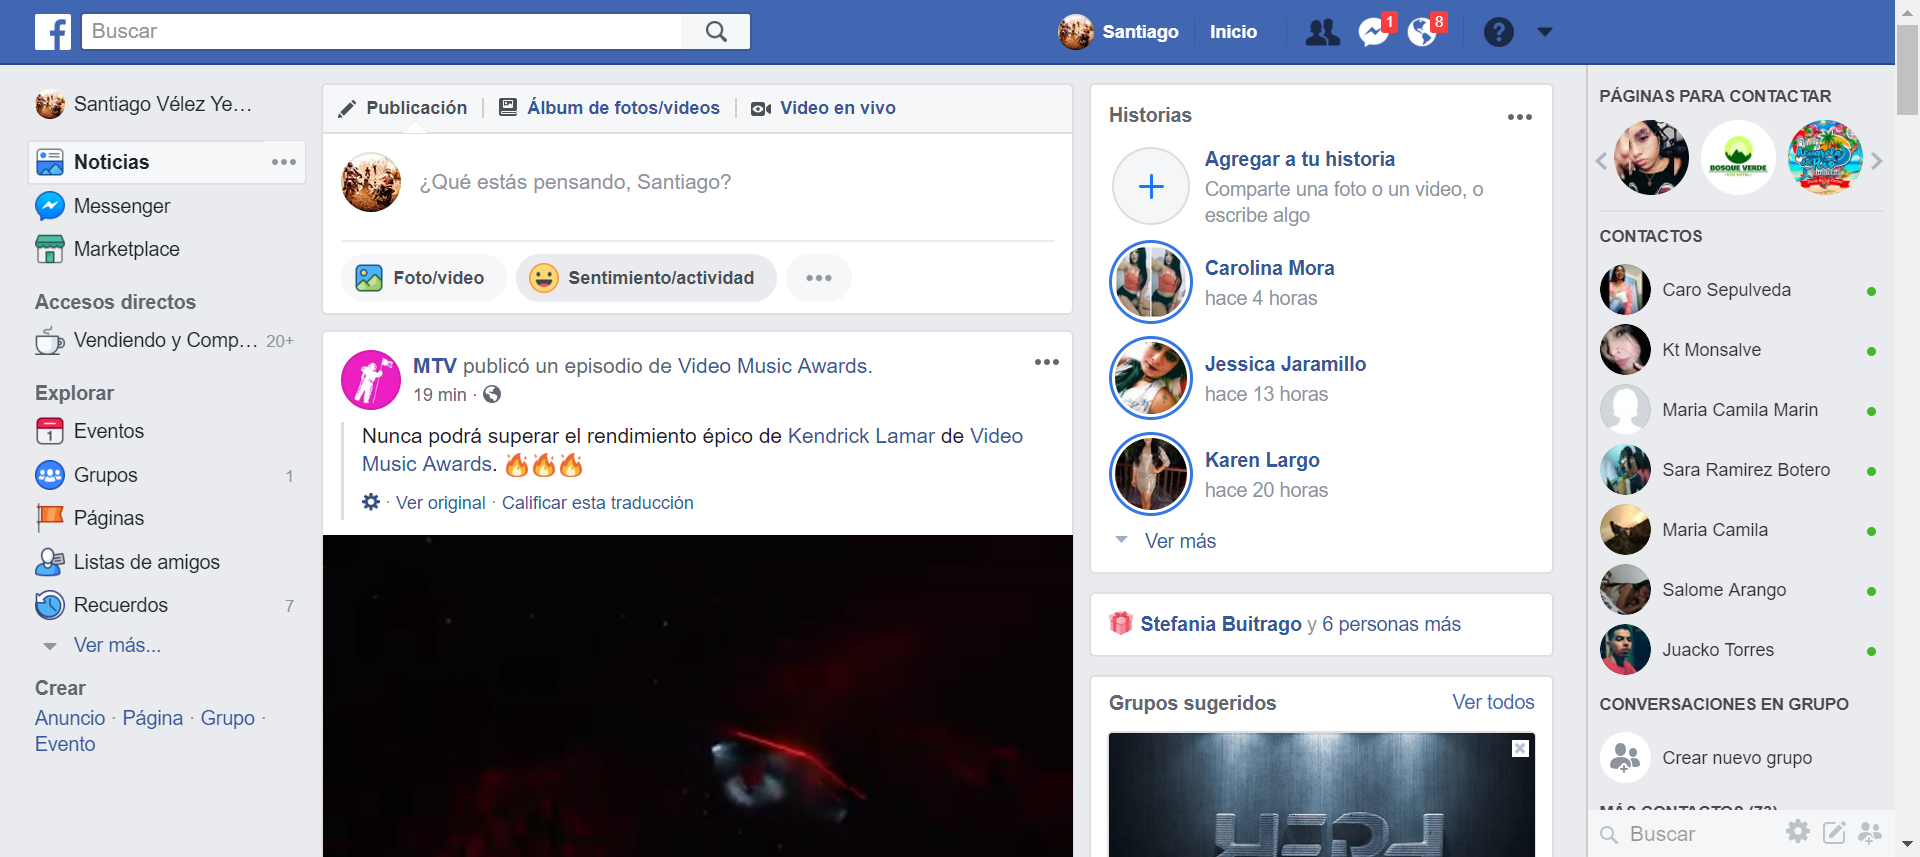 Buscar
Santiago
Inicio
1
8
Santiago Vélez Ye...
Noticias
Messenger
Marketplace
Accesos directos
Vendiendo y Comp... 20+
Explorar
Eventos
Grupos 1
Páginas
Listas de amigos
Recuerdos 7
Ver más...
Crear
Anuncio · Página · Grupo ·
Evento
Publicación
Álbum de fotos/videos
Video en vivo
¿Qué estás pensando, Santiago?
Foto/video
Sentimiento/actividad
MTV publicó un episodio de Video Music Awards.
19 min ·
Nunca podrá superar el rendimiento épico de Kendrick Lamar de Video
Music Awards. 🔥🔥🔥
· Ver original · Calificar esta traducción
Historias
Agregar a tu historia
Comparte una foto o un video, o
escribe algo
Carolina Mora
hace 4 horas
Jessica Jaramillo
hace 13 horas
Karen Largo
hace 20 horas
Ver más
Stefania Buitrago y 6 personas más
Grupos sugeridos
Ver todos
PÁGINAS PARA CONTACTAR
BOSQUE VERDE
CONTACTOS
Caro Sepulveda
Kt Monsalve
Maria Camila Marin
Sara Ramirez Botero
Maria Camila
Salome Arango
Juacko Torres
CONVERSACIONES EN GRUPO
Crear nuevo grupo
MÁS CONTACTOS (73)
Buscar